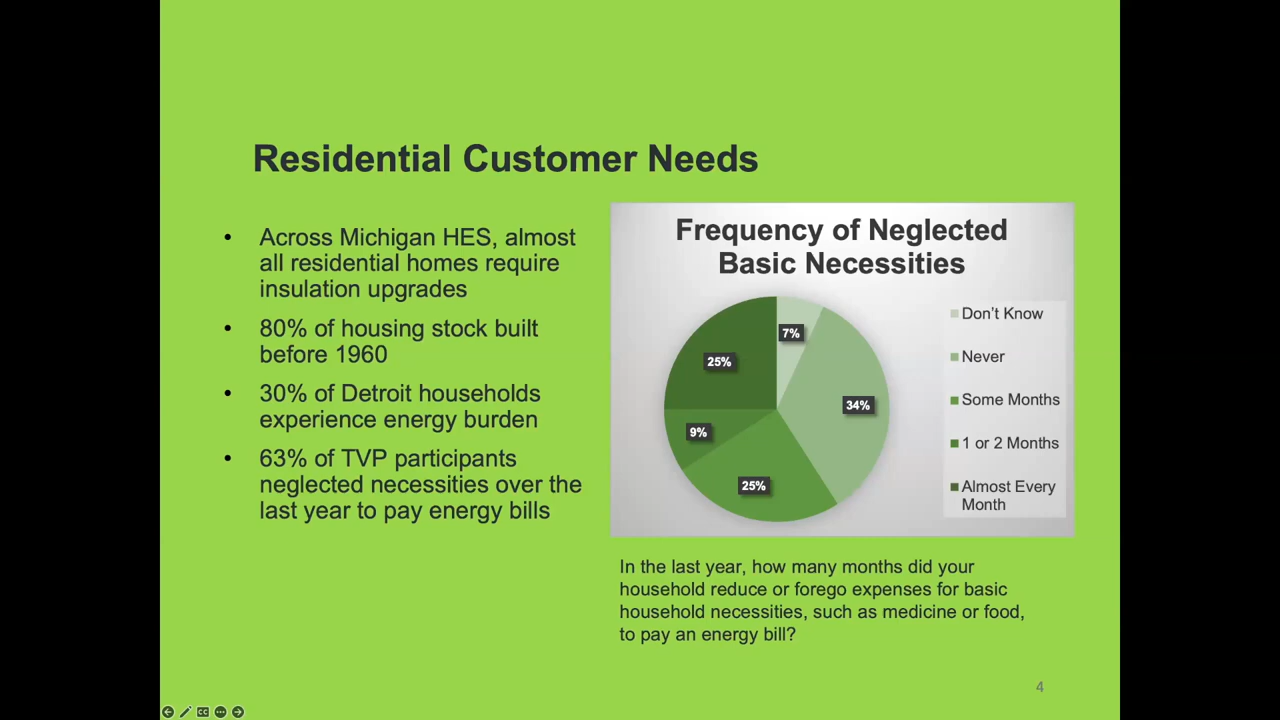 Residential Customer Needs
• Across Michigan HES, almost
all residential homes require
insulation upgrades
• 80% of housing stock built
before 1960
• 30% of Detroit households
experience energy burden
• 63% of TVP participants
neglected necessities over the
last year to pay energy bills
Frequency of Neglected
Basic Necessities
7%
34%
25%
9%
25%
Don’t Know
Never
Some Months
1 or 2 Months
Almost Every
Month
In the last year, how many months did your
household reduce or forego expenses for basic
household necessities, such as medicine or food,
to pay an energy bill?
4
CC